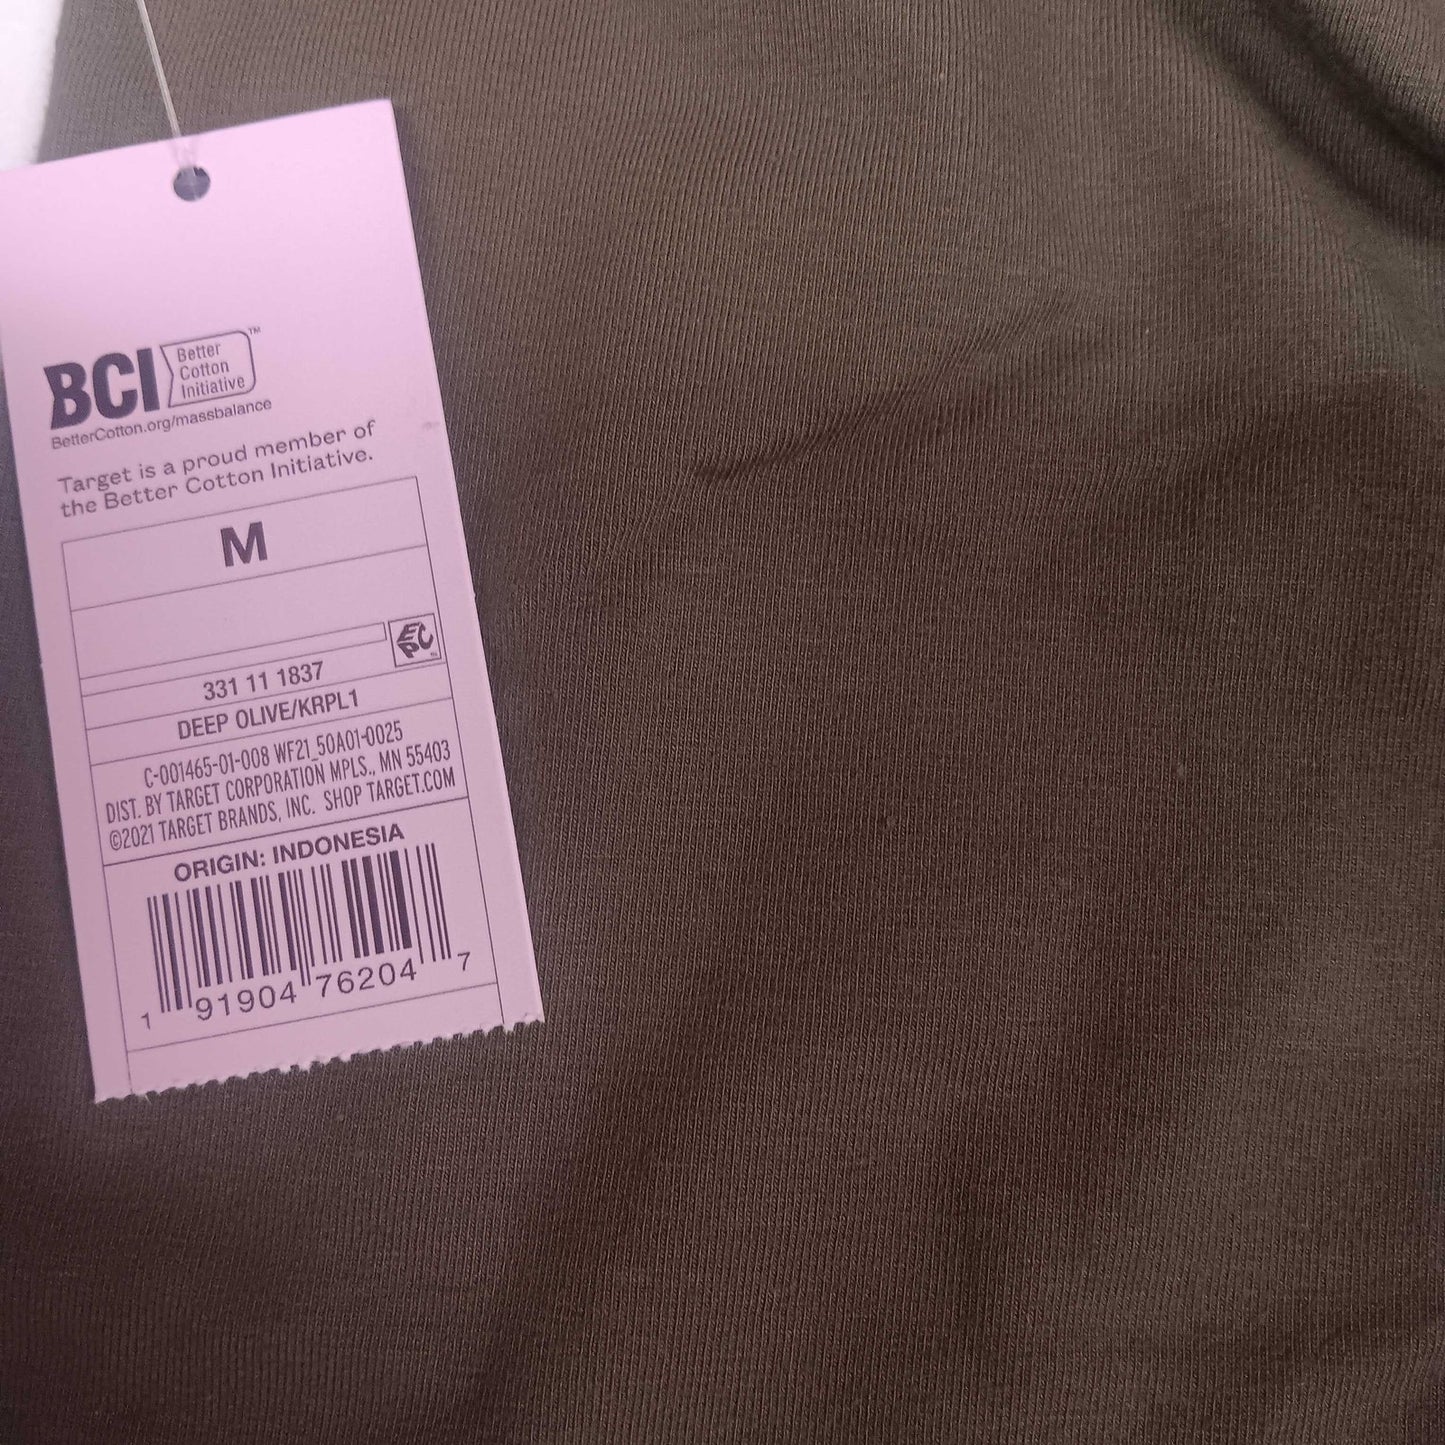 BCI Better Cotton Initiative™
BetterCotton.org/massbalance
Target is a proud member of
the Better Cotton Initiative.
M
EPC
331 11 1837
DEEP OLIVE/KRPL1
C-001465-01-008 WF21_50A01-0025
DIST. BY TARGET CORPORATION MPLS., MN 55403
©2021 TARGET BRANDS, INC. SHOP TARGET.COM
ORIGIN: INDONESIA
1 91904 76204 7